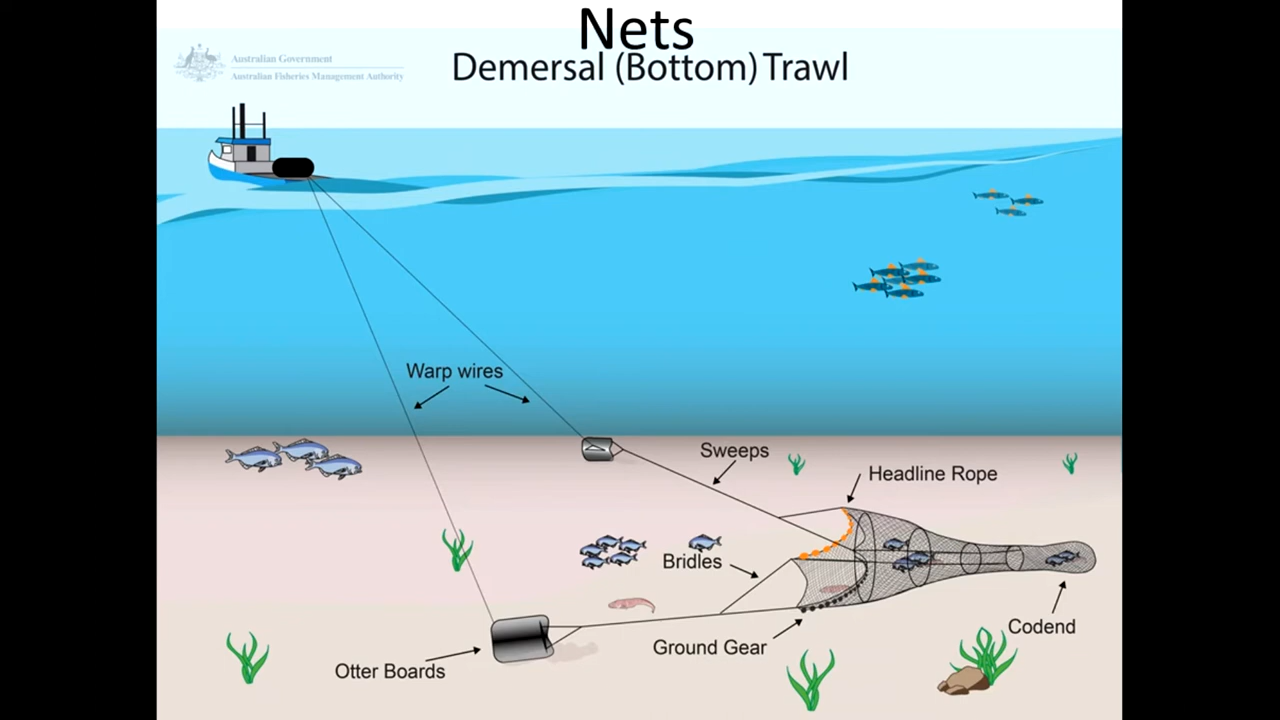 Nets
Demersal (Bottom) Trawl
Australian Government
Australian Fisheries Management Authority
Warp wires
Sweeps
Headline Rope
Bridles
Codend
Ground Gear
Otter Boards